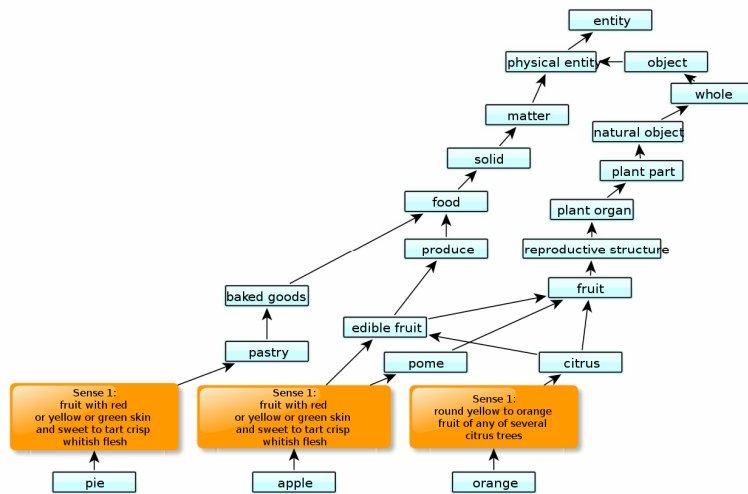 entity
physical entity
object
whole
matter
natural object
solid
plant part
food
plant organ
produce
reproductive structure
baked goods
fruit
edible fruit
pastry
pome
citrus
Sense 1:
fruit with red
or yellow or green skin
and sweet to tart crisp
whitish flesh
Sense 1:
fruit with red
or yellow or green skin
and sweet to tart crisp
whitish flesh
Sense 1:
round yellow to orange
fruit of any of several
citrus trees
pie
apple
orange